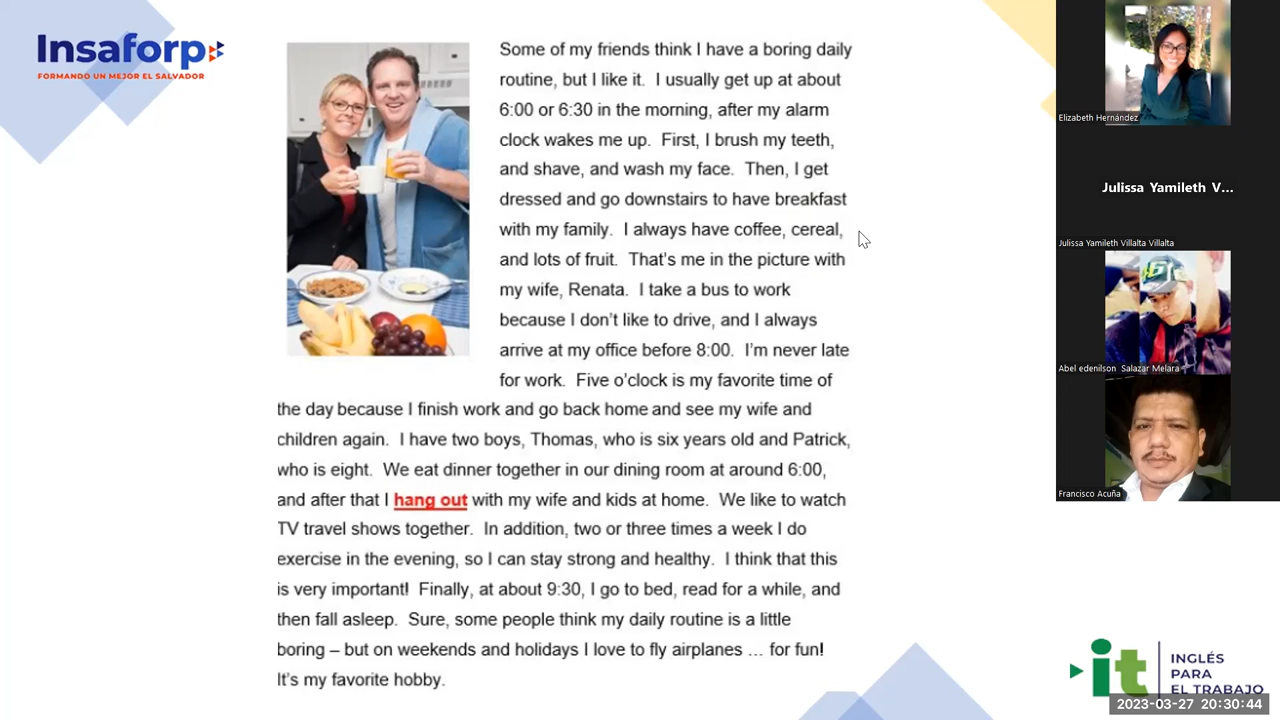 Insaforp
FORMANDO UN MEJOR EL SALVADOR
Some of my friends think I have a boring daily
routine, but I like it. I usually get up at about
6:00 or 6:30 in the morning, after my alarm
clock wakes me up. First, I brush my teeth,
and shave, and wash my face. Then, I get
dressed and go downstairs to have breakfast
with my family. I always have coffee, cereal,
and lots of fruit. That's me in the picture with
my wife, Renata. I take a bus to work
because I don't like to drive, and I always
arrive at my office before 8:00. I'm never late
for work. Five o'clock is my favorite time of
the day because I finish work and go back home and see my wife and
children again. I have two boys, Thomas, who is six years old and Patrick,
who is eight. We eat dinner together in our dining room at around 6:00,
and after that I hang out with my wife and kids at home. We like to watch
TV travel shows together. In addition, two or three times a week I do
exercise in the evening, so I can stay strong and healthy. I think that this
is very important! Finally, at about 9:30, I go to bed, read for a while, and
then fall asleep. Sure, some people think my daily routine is a little
boring – but on weekends and holidays I love to fly airplanes … for fun!
It's my favorite hobby.
Elizabeth Hernández
Julissa Yamileth V...
Julissa Yamileth Villalta Villalta
Abel edenilson Salazar Melara
Francisco Acuña
it
INGLÉS
PARA
EL TRABAJO
2023-03-27 20:30:44